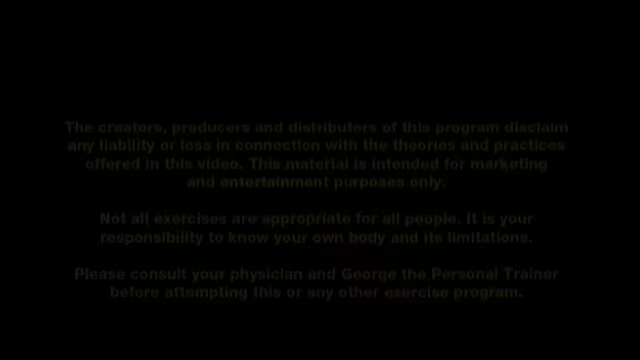 The creators, producers and distributors of this program disclaim
any liability or loss in connection with the theories and practices
offered in this video. This material is intended for marketing
and entertainment purposes only.
Not all exercises are appropriate for all people. It is your
responsibility to know your own body and its limitations.
Please consult your physician and George the Personal Trainer
before attempting this or any other exercise program.